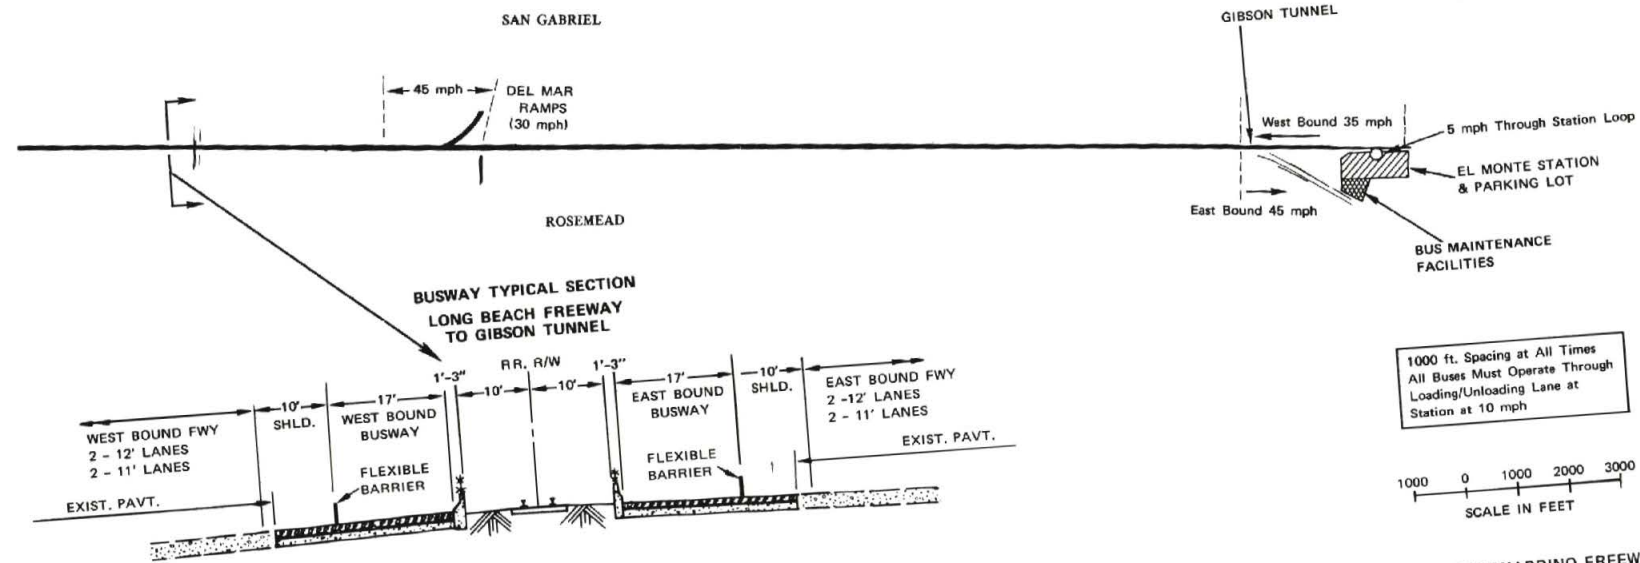 SAN GABRIEL
GIBSON TUNNEL
45 mph
DEL MAR
RAMPS
(30 mph)
West Bound 35 mph
5 mph Through Station Loop
EL MONTE STATION
& PARKING LOT
East Bound 45 mph
ROSEMEAD
BUS MAINTENANCE
FACILITIES
BUSWAY TYPICAL SECTION
LONG BEACH FREEWAY
TO GIBSON TUNNEL
RR. R/W
1'-3"
10'
10'
1'-3"
10'
SHLD.
17'
WEST BOUND
BUSWAY
17'
EAST BOUND
BUSWAY
10'
SHLD.
WEST BOUND FWY
2 - 12' LANES
2 - 11' LANES
EAST BOUND FWY
2 -12' LANES
2 - 11' LANES
EXIST. PAVT.
FLEXIBLE
BARRIER
FLEXIBLE
BARRIER
EXIST. PAVT.
1000 ft. Spacing at All Times
All Buses Must Operate Through
Loading/Unloading Lane at
Station at 10 mph
1000 0 1000 2000 3000
SCALE IN FEET